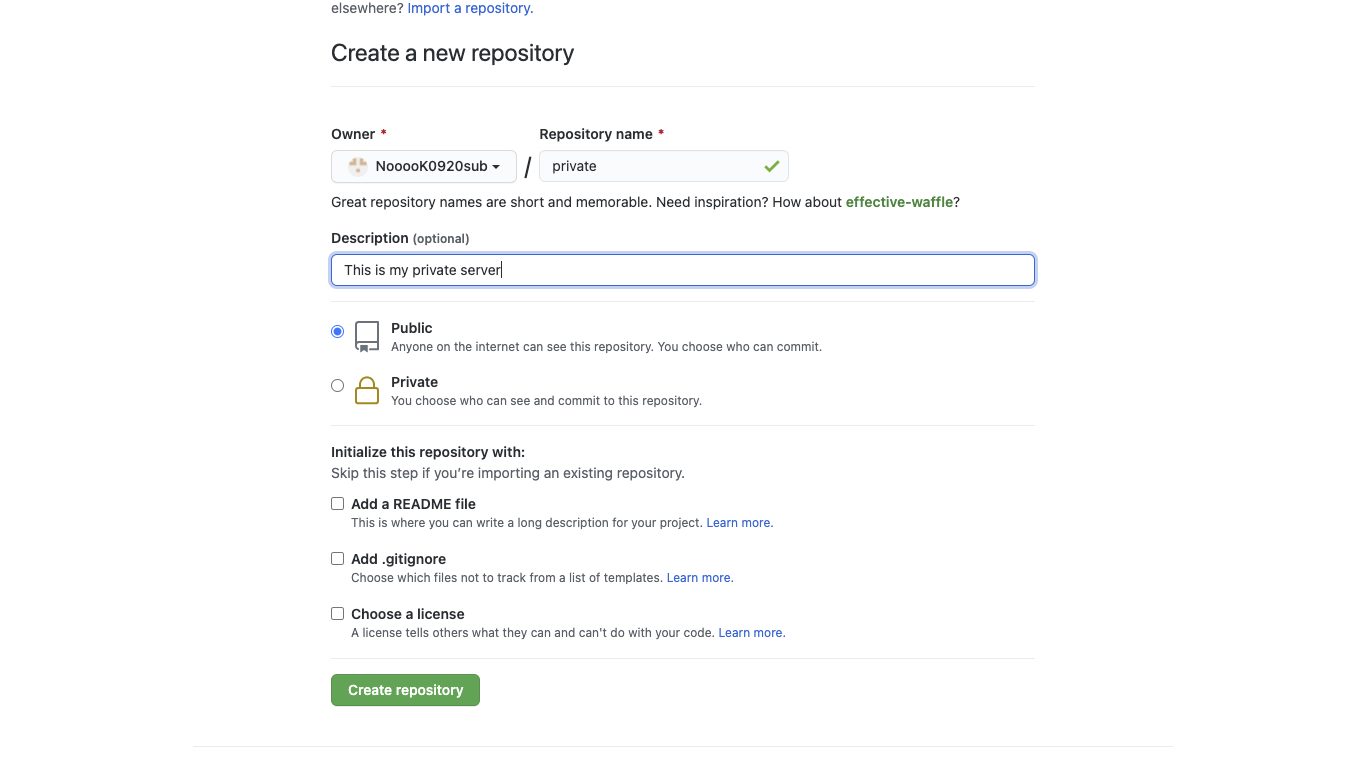 elsewhere? Import a repository.
Create a new repository
Owner * Repository name *
NooooK0920sub / private
Great repository names are short and memorable. Need inspiration? How about effective-waffle?
Description (optional)
This is my private server
Public
Anyone on the internet can see this repository. You choose who can commit.
Private
You choose who can see and commit to this repository.
Initialize this repository with:
Skip this step if you’re importing an existing repository.
Add a README file
This is where you can write a long description for your project. Learn more.
Add .gitignore
Choose which files not to track from a list of templates. Learn more.
Choose a license
A license tells others what they can and can't do with your code. Learn more.
Create repository